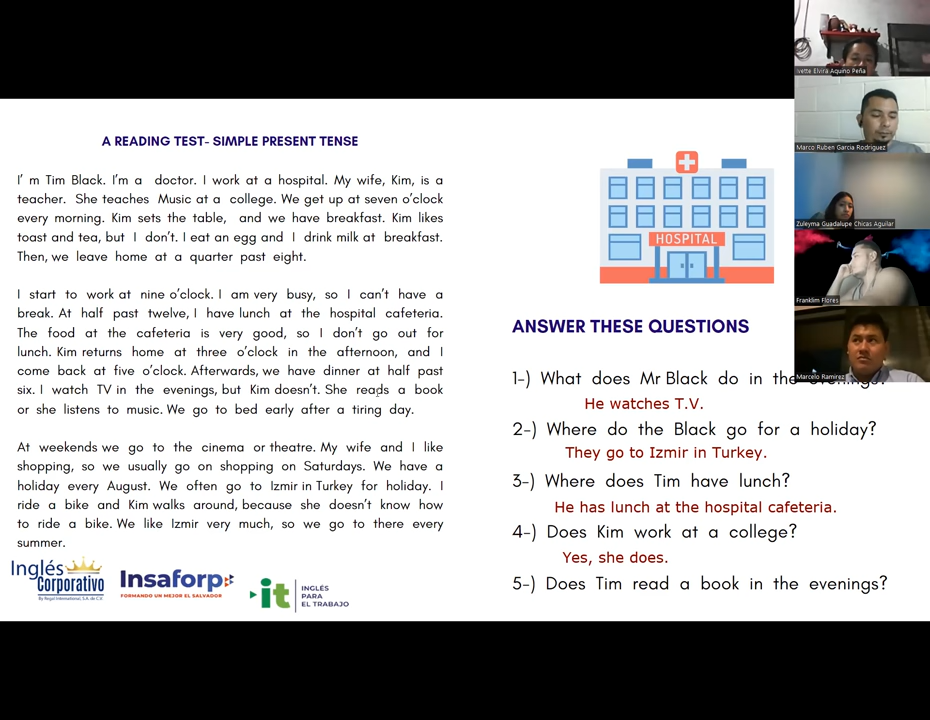 A READING TEST- SIMPLE PRESENT TENSE
I' m Tim Black. I'm a doctor. I work at a hospital. My wife, Kim, is a
teacher. She teaches Music at a college. We get up at seven o'clock
every morning. Kim sets the table, and we have breakfast. Kim likes
toast and tea, but I don't. I eat an egg and I drink milk at breakfast.
Then, we leave home at a quarter past eight.
I start to work at nine o'clock. I am very busy, so I can't have a
break. At half past twelve, I have lunch at the hospital cafeteria.
The food at the cafeteria is very good, so I don't go out for
lunch. Kim returns home at three o'clock in the afternoon, and I
come back at five o'clock. Afterwards, we have dinner at half past
six. I watch TV in the evenings, but Kim doesn't. She reads a book
or she listens to music. We go to bed early after a tiring day.
At weekends we go to the cinema or theatre. My wife and I like
shopping, so we usually go on shopping on Saturdays. We have a
holiday every August. We often go to Izmir in Turkey for holiday. I
ride a bike and Kim walks around, because she doesn't know how
to ride a bike. We like Izmir very much, so we go to there every
summer.
Inglés
Corporativo
By Regal International, S.A. de C.V.
Insaforp
FORMANDO UN MEJOR EL SALVADOR
it
INGLÉS
PARA
EL TRABAJO
HOSPITAL
ANSWER THESE QUESTIONS
1-) What does Mr Black do in the evenings?
He watches T.V.
2-) Where do the Black go for a holiday?
They go to Izmir in Turkey.
3-) Where does Tim have lunch?
He has lunch at the hospital cafeteria.
4-) Does Kim work at a college?
Yes, she does.
5-) Does Tim read a book in the evenings?
Ivette Elvira Aquino Peña
Marco Ruben Garcia Rodriguez
Zuleyma Guadalupe Chicas Aguilar
Franklim Flores
Marcelo Ramirez